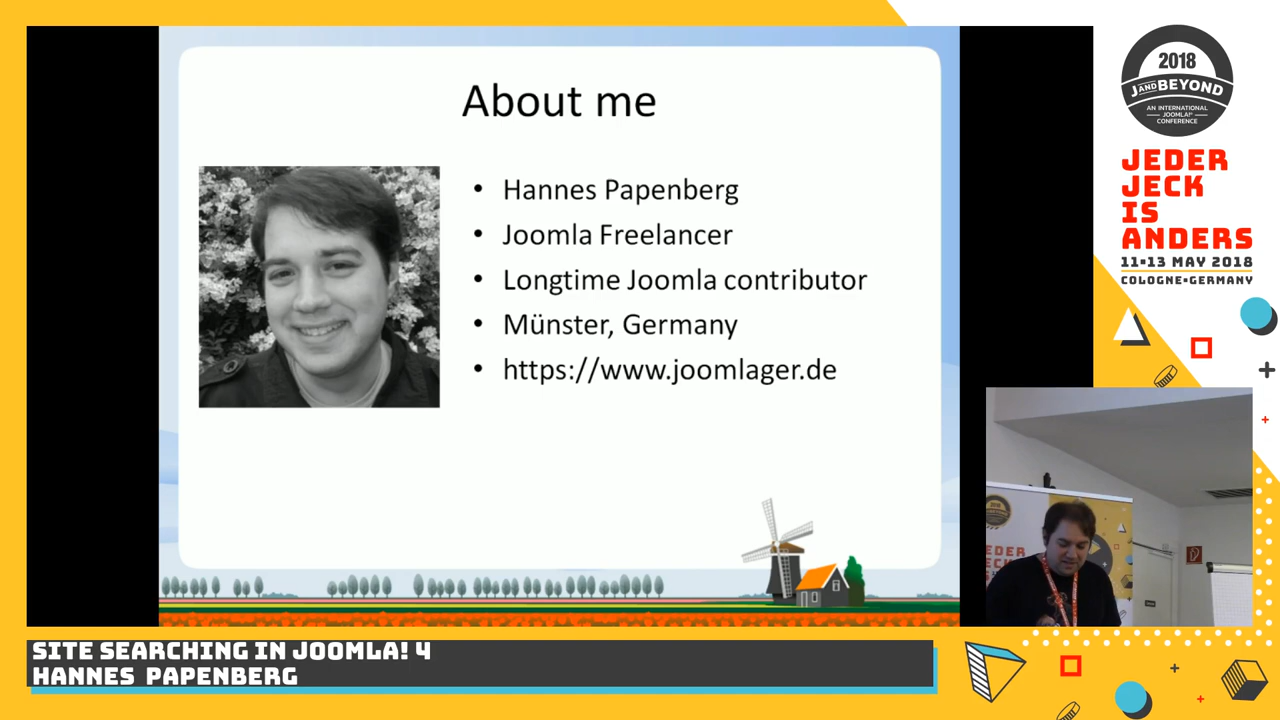 About me
• Hannes Papenberg
• Joomla Freelancer
• Longtime Joomla contributor
• Münster, Germany
• https://www.joomlager.de
2018
J AND BEYOND
AN INTERNATIONAL
JOOMLA!®
CONFERENCE
JEDER
JECK
IS
ANDERS
11-13 MAY 2018
COLOGNE▪GERMANY
JEDER
JECK
SITE SEARCHING IN JOOMLA! 4
HANNES PAPENBERG